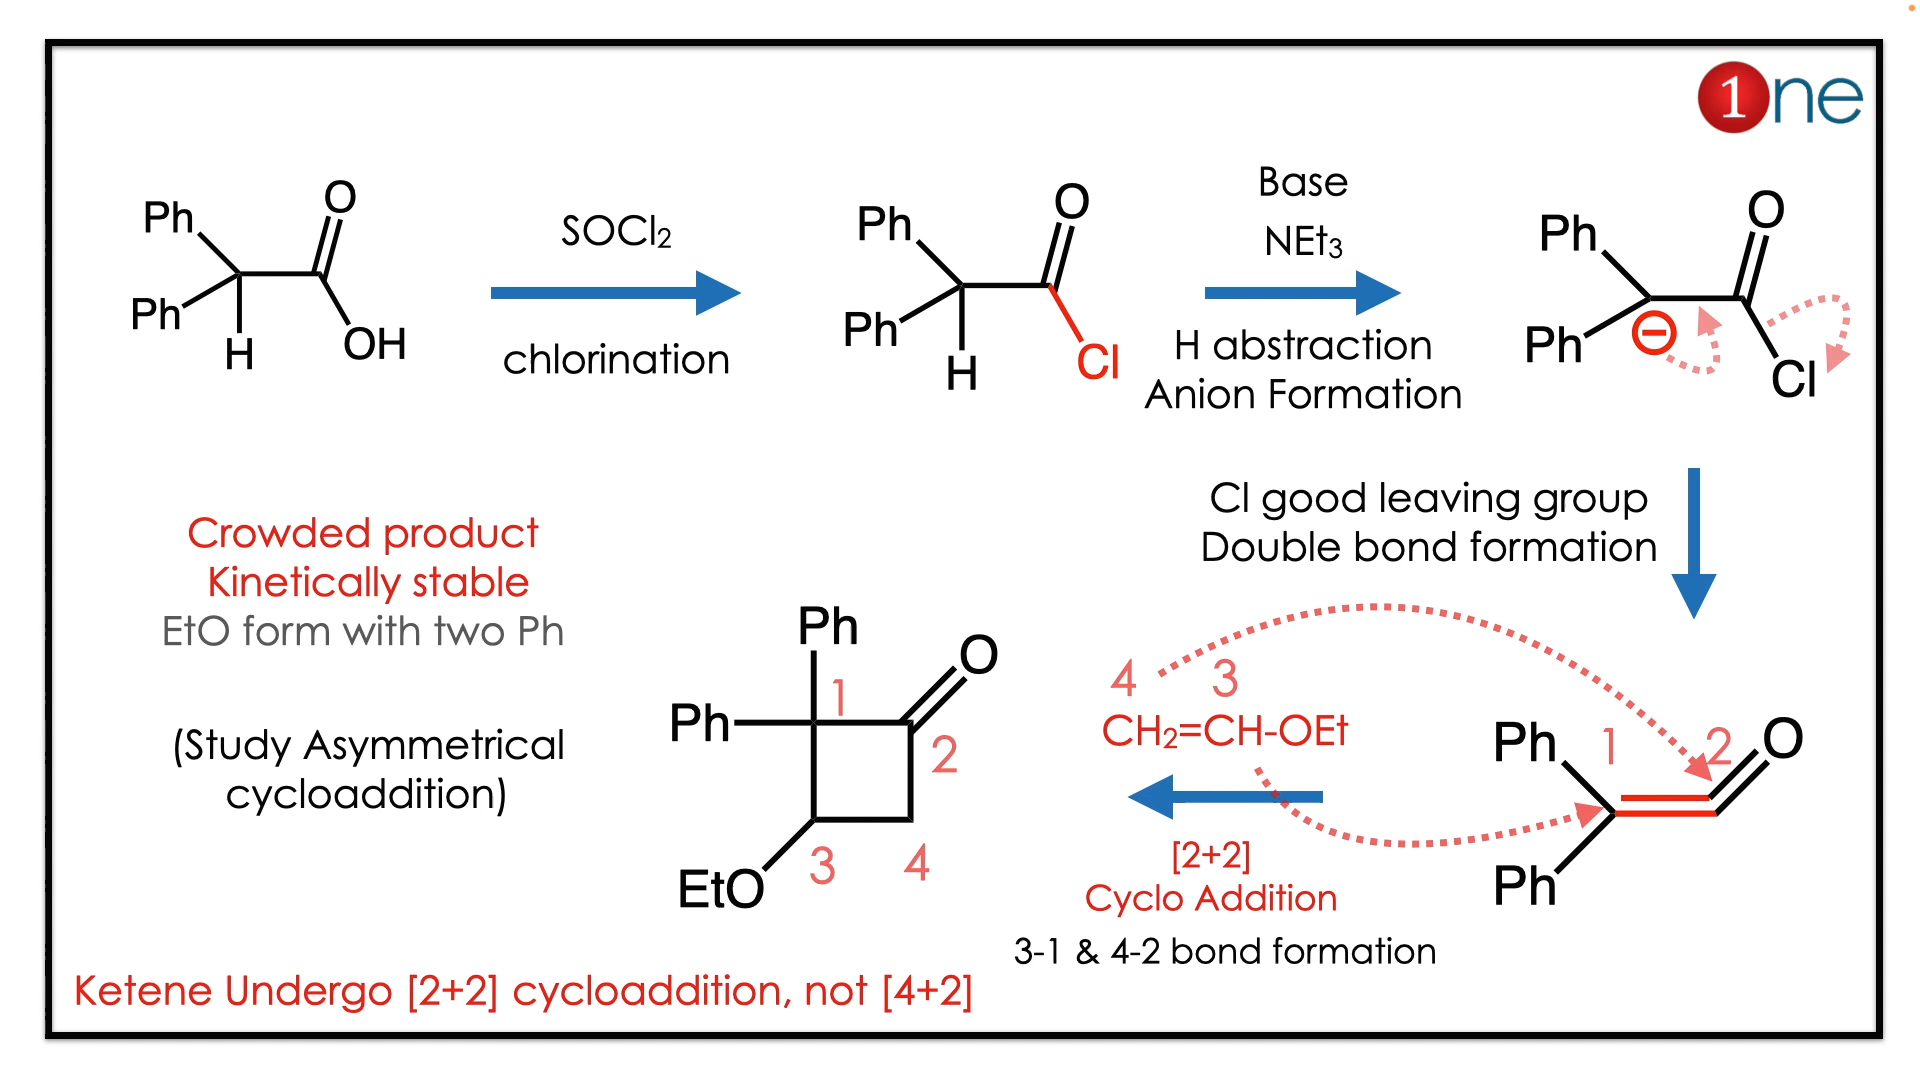 1ne
Ph
Ph
H
O
OH
SOCl2
chlorination
Ph
Ph
H
O
Cl
Base
NEt3
H abstraction
Anion Formation
Ph
Ph
O
Cl
Cl good leaving group
Double bond formation
Ph
Ph
1
2
O
4 3
CH2=CH-OEt
[2+2]
Cyclo Addition
3-1 & 4-2 bond formation
Ph
Ph
1
O
2
3
4
EtO
Crowded product
Kinetically stable
EtO form with two Ph
(Study Asymmetrical
cycloaddition)
Ketene Undergo [2+2] cycloaddition, not [4+2]